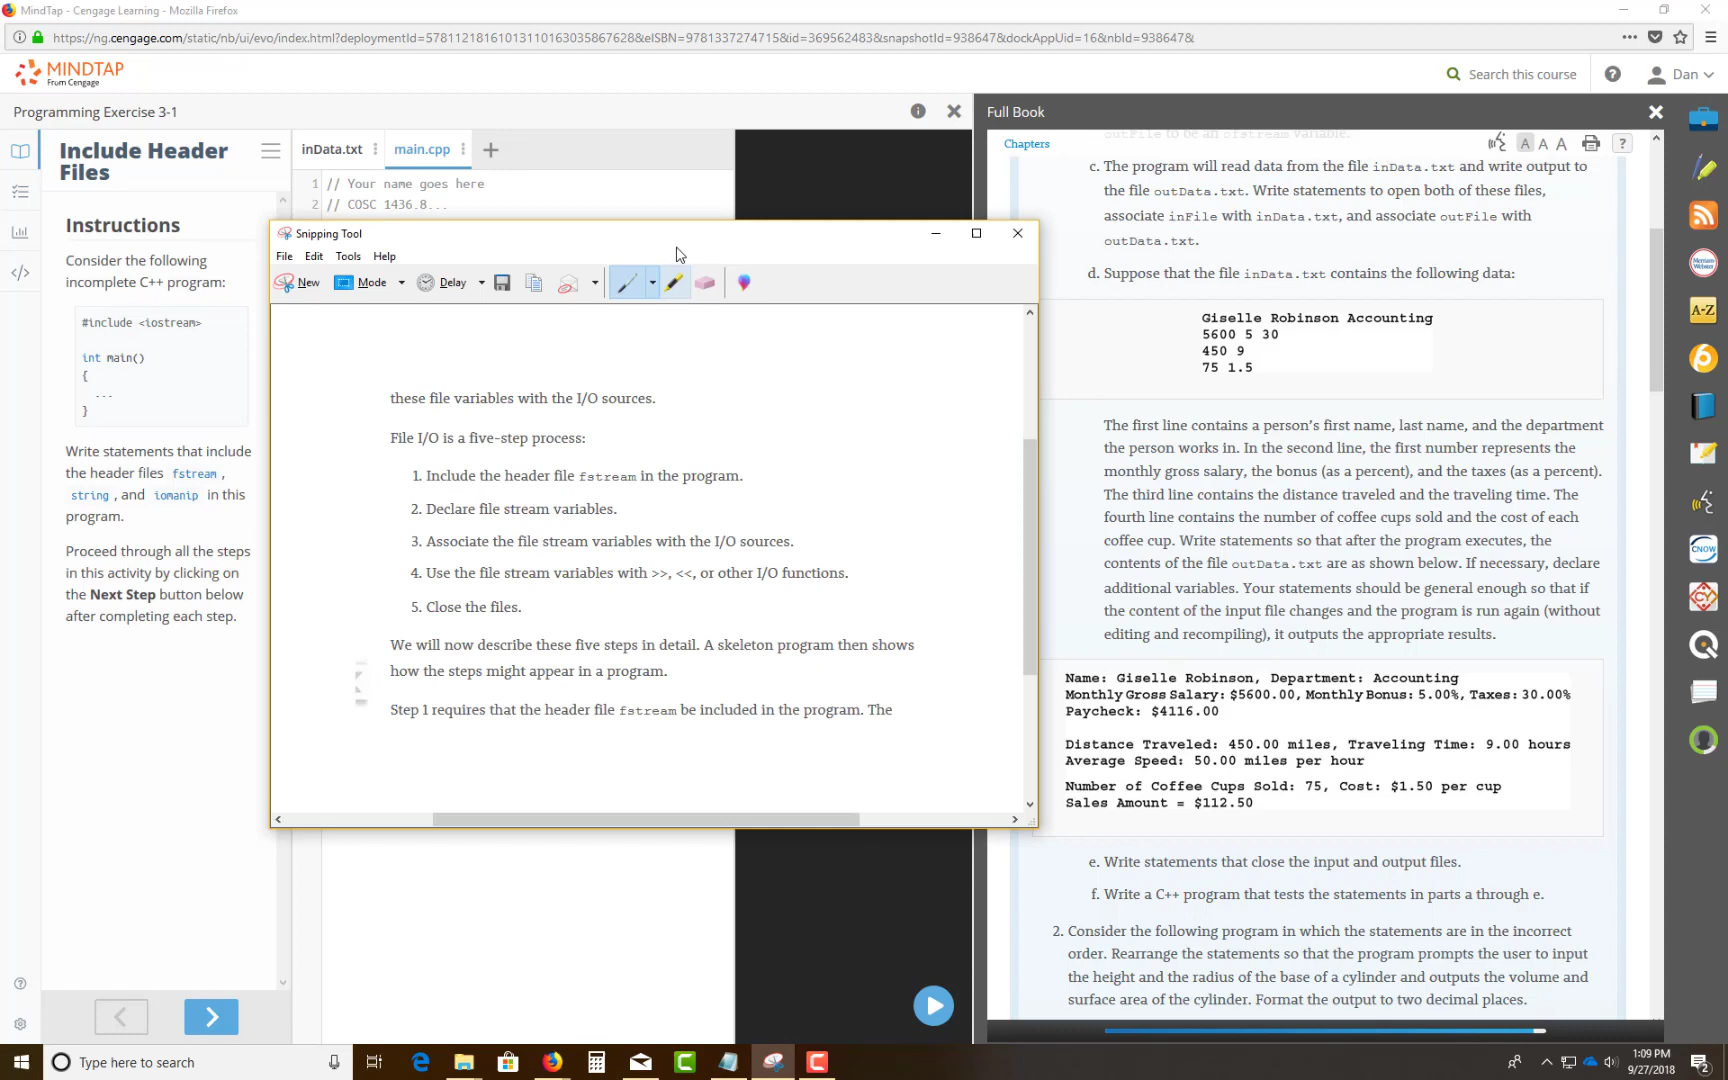 MindTap - Cengage Learning - Mozilla Firefox
https://ng.cengage.com/static/nb/ui/evo/index.html?deploymentId=57811218161013110163035867628&eISBN=9781337274715&id=369562483&snapshotId=938647&dockAppUid=16&nbId=938647&
MINDTAP
From Cengage
Search this course
Dan
Programming Exercise 3-1
Include Header
Files
Instructions
Consider the following
incomplete C++ program:
#include <iostream>
int main()
{
...
}
Write statements that include
the header files fstream,
string, and iomanip in this
program.
Proceed through all the steps
in this activity by clicking on
the Next Step button below
after completing each step.
inData.txt
main.cpp
1 // Your name goes here
2 // COSC 1436.8...
Snipping Tool
File Edit Tools Help
New Mode Delay
these file variables with the I/O sources.
File I/O is a five-step process:
1. Include the header file fstream in the program.
2. Declare file stream variables.
3. Associate the file stream variables with the I/O sources.
4. Use the file stream variables with >>, <<, or other I/O functions.
5. Close the files.
We will now describe these five steps in detail. A skeleton program then shows
how the steps might appear in a program.
Step 1 requires that the header file fstream be included in the program. The
Full Book
Chapters
A A A
outFile to be an ofstream variable.
c. The program will read data from the file inData.txt and write output to
the file outData.txt. Write statements to open both of these files,
associate inFile with inData.txt, and associate outFile with
outData.txt.
d. Suppose that the file inData.txt contains the following data:
Giselle Robinson Accounting
5600 5 30
450 9
75 1.5
The first line contains a person's first name, last name, and the department
the person works in. In the second line, the first number represents the
monthly gross salary, the bonus (as a percent), and the taxes (as a percent).
The third line contains the distance traveled and the traveling time. The
fourth line contains the number of coffee cups sold and the cost of each
coffee cup. Write statements so that after the program executes, the
contents of the file outData.txt are as shown below. If necessary, declare
additional variables. Your statements should be general enough so that if
the content of the input file changes and the program is run again (without
editing and recompiling), it outputs the appropriate results.
Name: Giselle Robinson, Department: Accounting
Monthly Gross Salary: $5600.00, Monthly Bonus: 5.00%, Taxes: 30.00%
Paycheck: $4116.00
Distance Traveled: 450.00 miles, Traveling Time: 9.00 hours
Average Speed: 50.00 miles per hour
Number of Coffee Cups Sold: 75, Cost: $1.50 per cup
Sales Amount = $112.50
e. Write statements that close the input and output files.
f. Write a C++ program that tests the statements in parts a through e.
2. Consider the following program in which the statements are in the incorrect
order. Rearrange the statements so that the program prompts the user to input
the height and the radius of the base of a cylinder and outputs the volume and
surface area of the cylinder. Format the output to two decimal places.
A-Z
CNOW
Type here to search
1:09 PM
9/27/2018
2